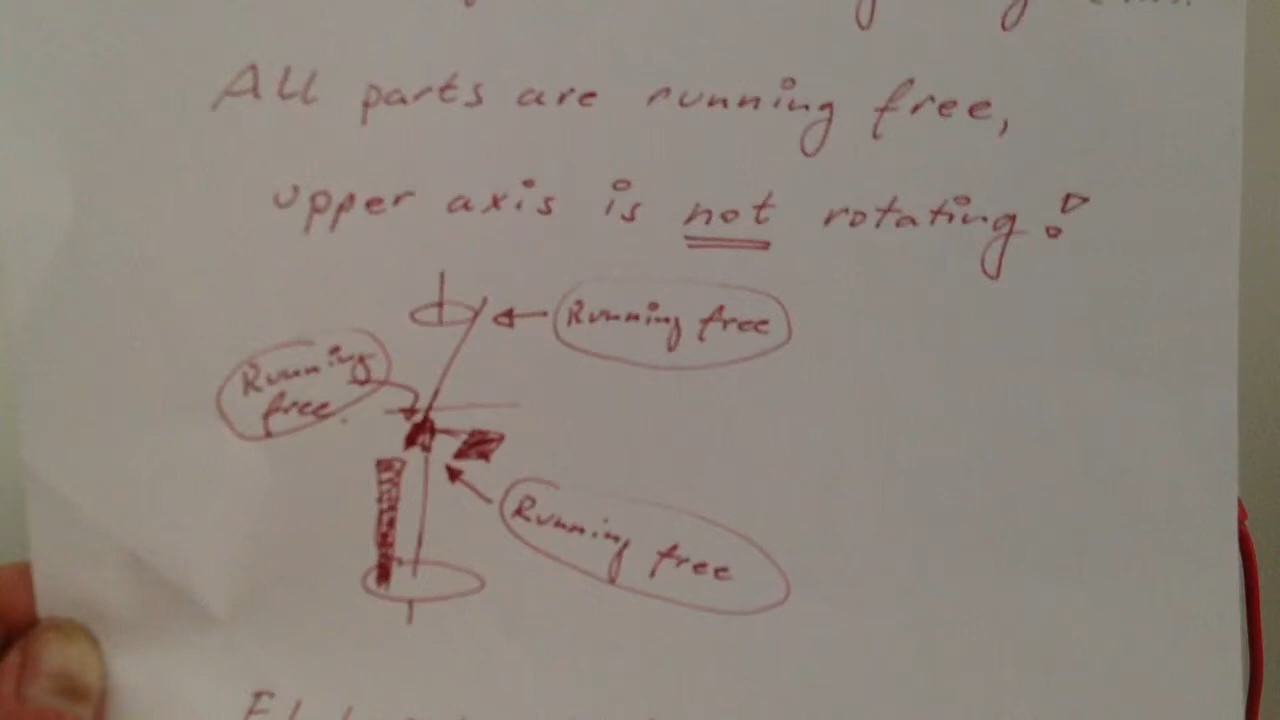 All parts are running free,
upper axis is not rotating!
Running free
Running
free.
Running free